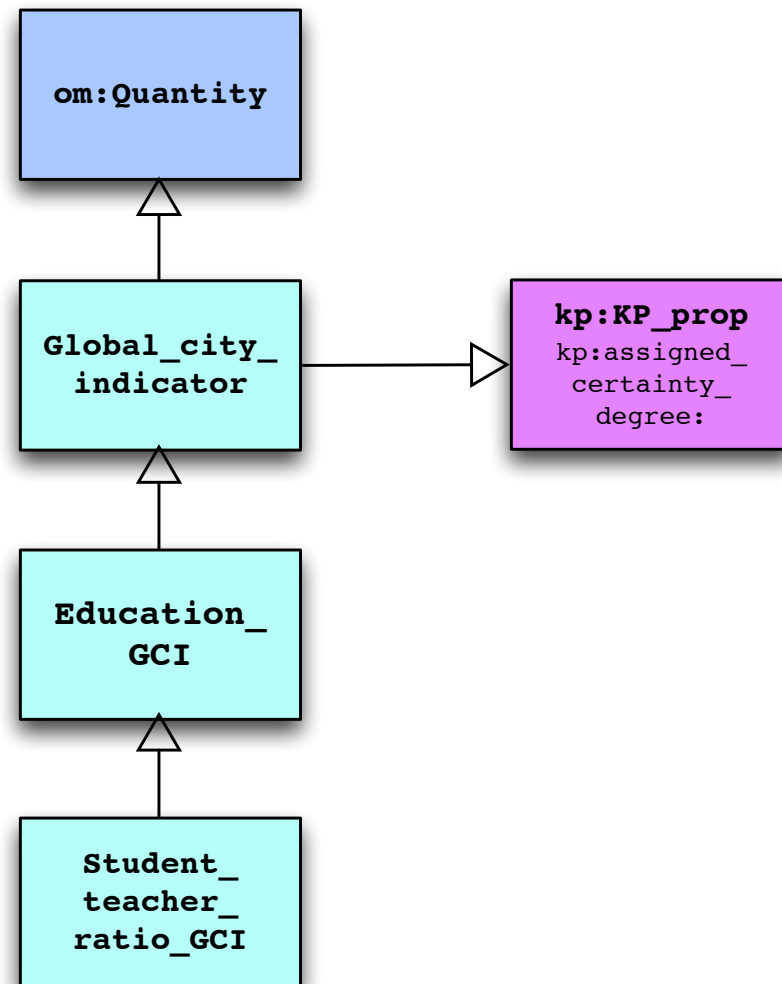 om:Quantity
Global_city_
indicator
kp:KP_prop
kp:assigned_
certainty_
degree:
Education_
GCI
Student_
teacher_
ratio_GCI